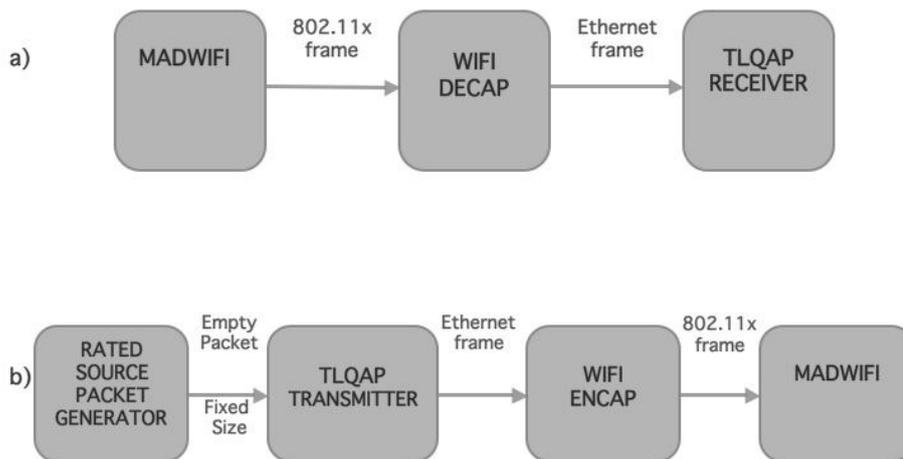 a)
MADWIFI
802.11x
frame
WIFI
DECAP
Ethernet
frame
TLQAP
RECEIVER
b)
RATED
SOURCE
PACKET
GENERATOR
Empty
Packet
Fixed
Size
TLQAP
TRANSMITTER
Ethernet
frame
WIFI
ENCAP
802.11x
frame
MADWIFI